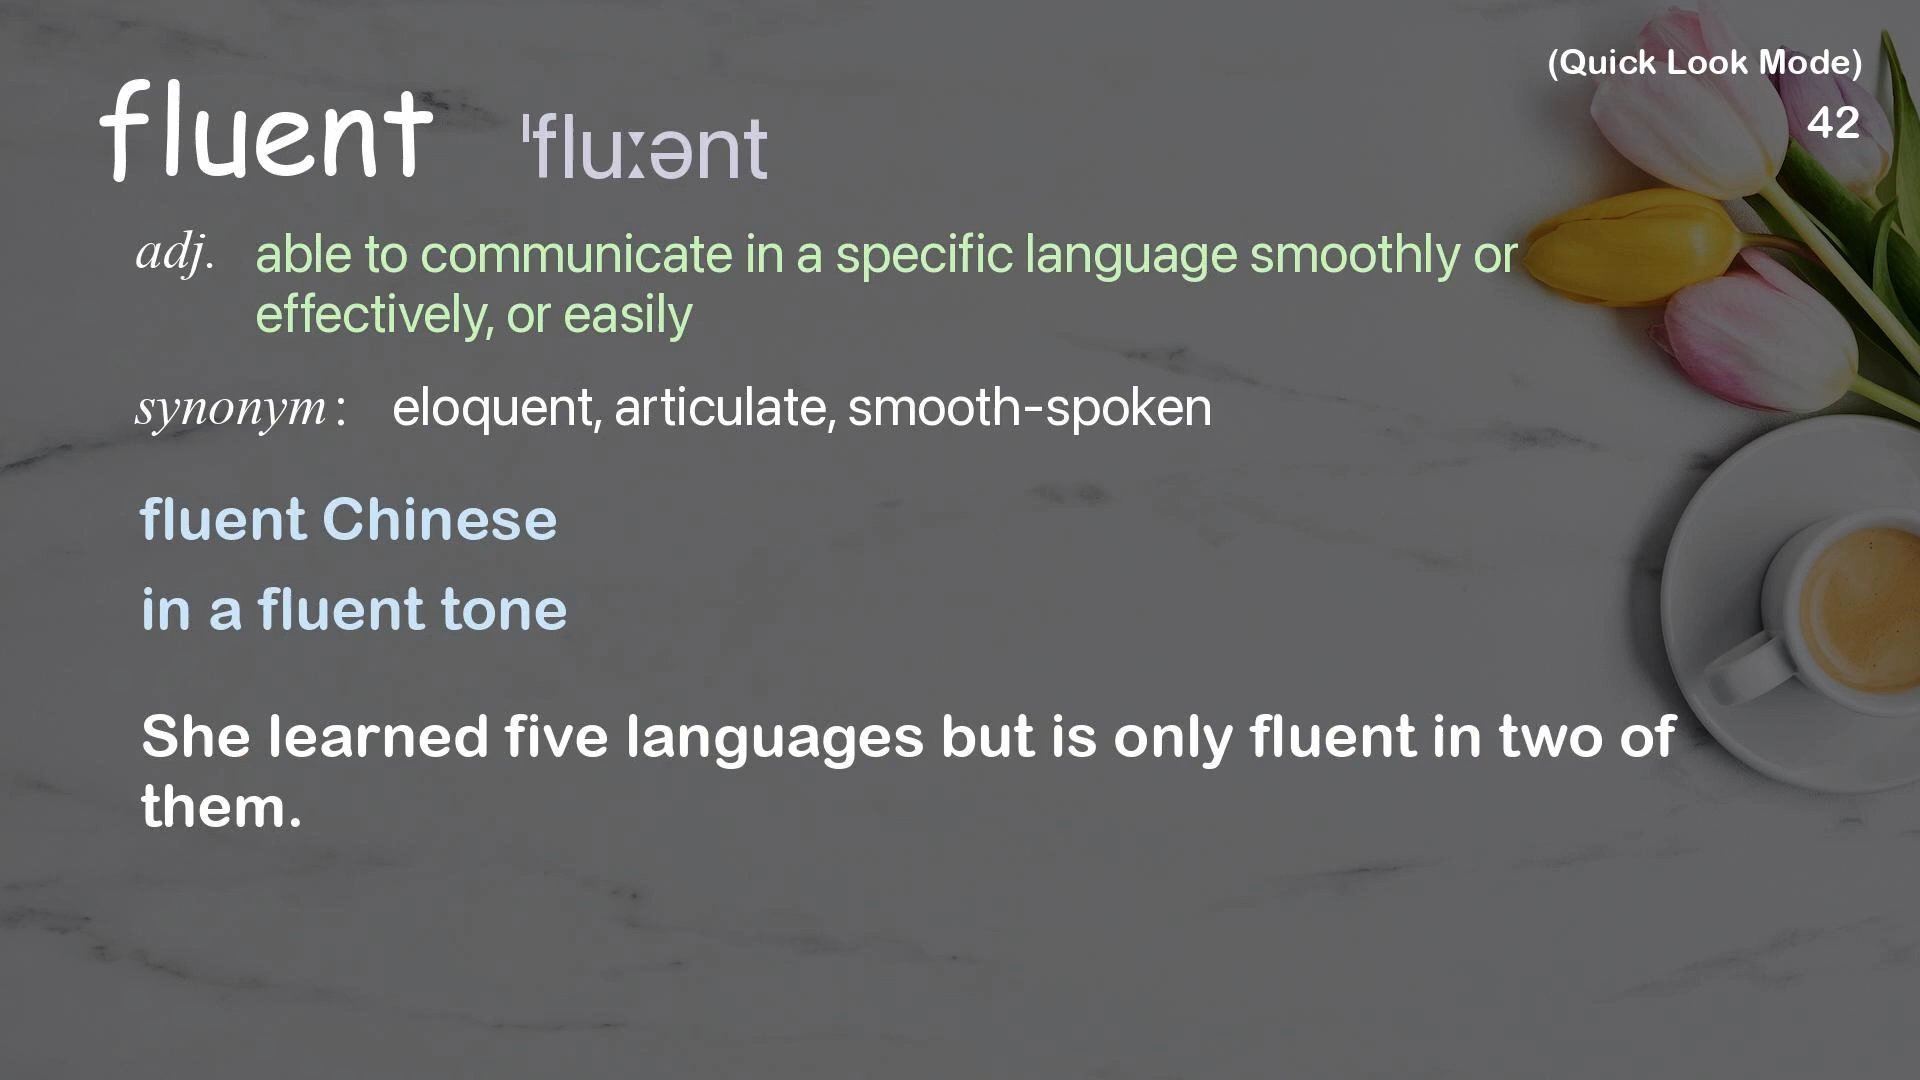 (Quick Look Mode)
42
fluent ˈfluːənt
adj. able to communicate in a specific language smoothly or
effectively, or easily
synonym : eloquent, articulate, smooth-spoken
fluent Chinese
in a fluent tone
She learned five languages but is only fluent in two of
them.